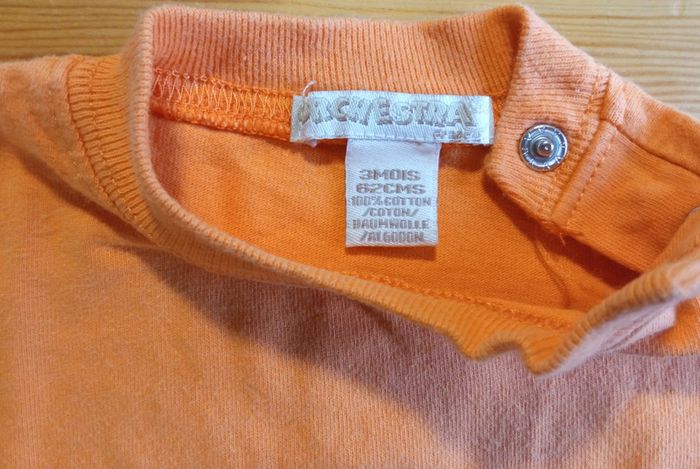 ORCHESTRA
3MOIS
62CMS
100%COTTON
/COTON/
BAUMWOLLE
/ALGODON